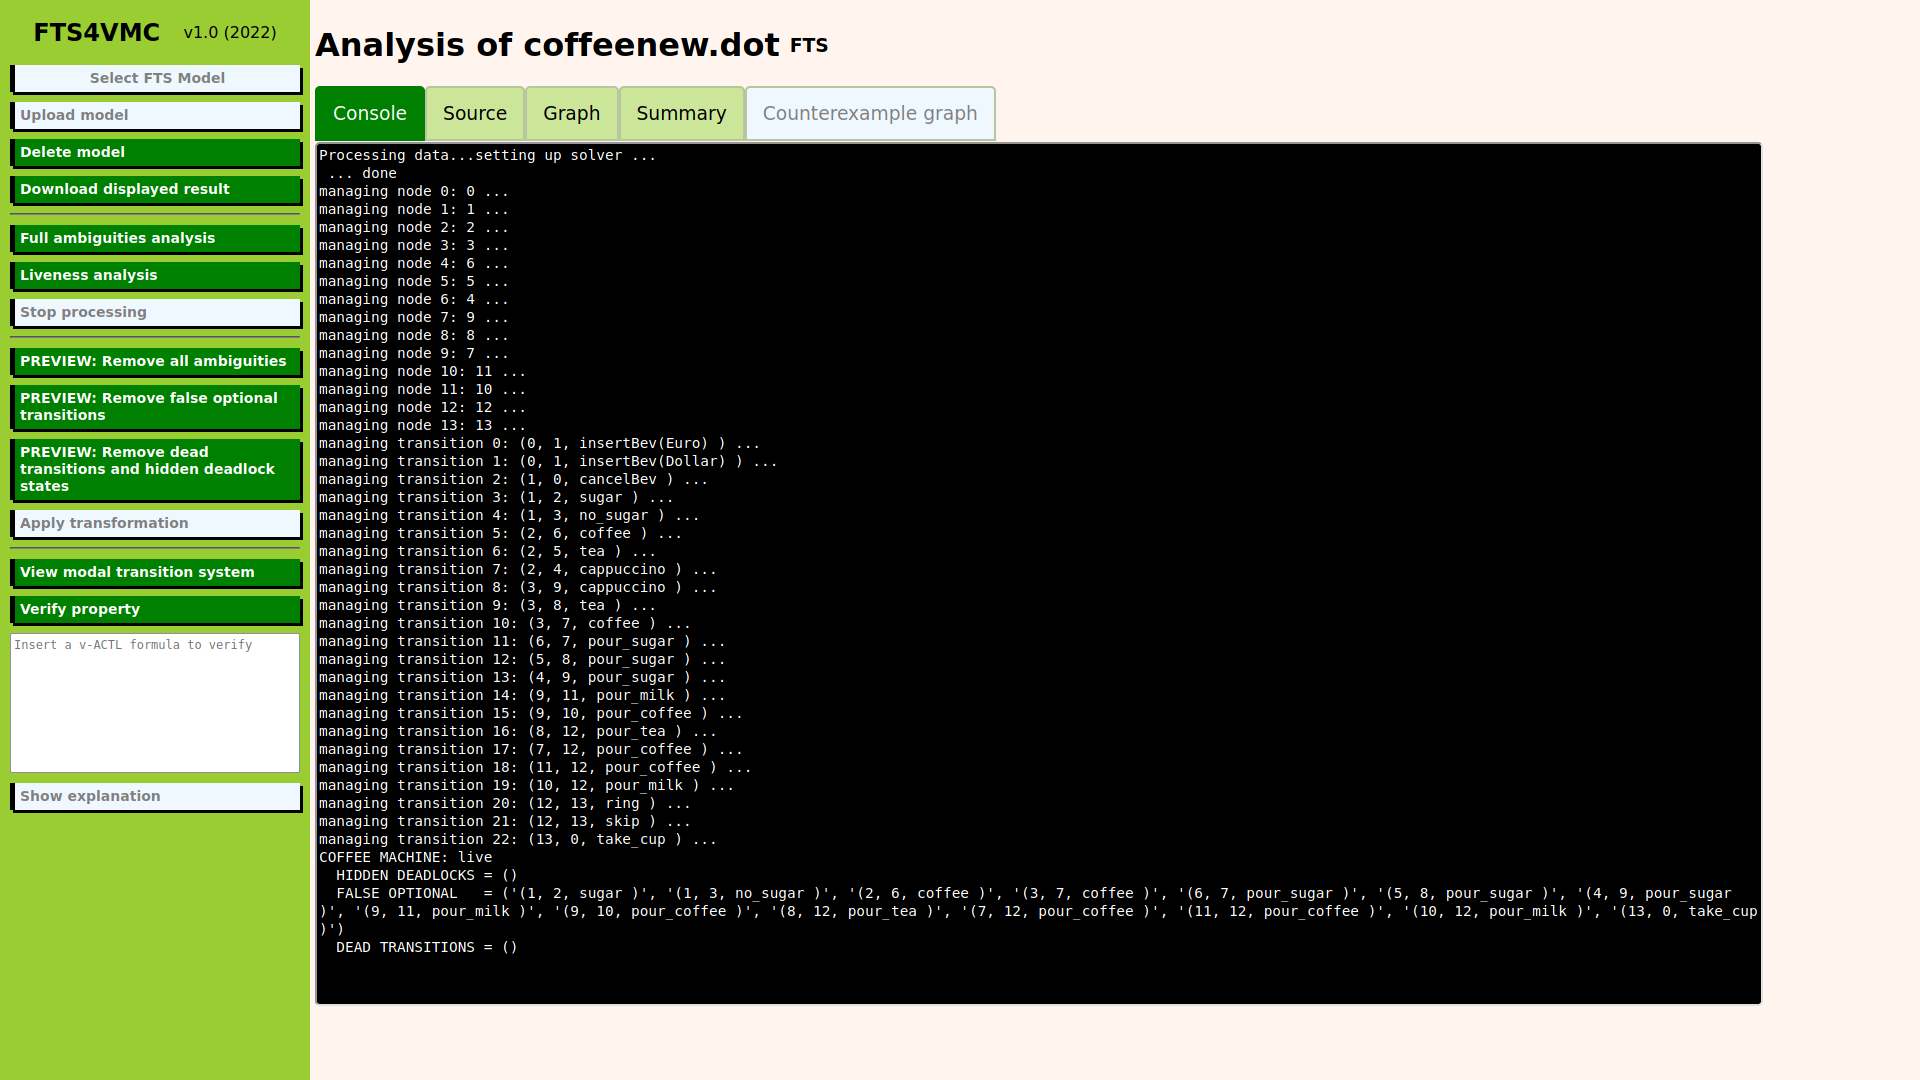 FTS4VMC v1.0 (2022)
Select FTS Model
Upload model
Delete model
Download displayed result
Full ambiguities analysis
Liveness analysis
Stop processing
PREVIEW: Remove all ambiguities
PREVIEW: Remove false optional
transitions
PREVIEW: Remove dead
transitions and hidden deadlock
states
Apply transformation
View modal transition system
Verify property
Insert a v-ACTL formula to verify
Show explanation
Analysis of coffeenew.dot FTS
Console Source Graph Summary Counterexample graph
Processing data...setting up solver ...
... done
managing node 0: 0 ...
managing node 1: 1 ...
managing node 2: 2 ...
managing node 3: 3 ...
managing node 4: 6 ...
managing node 5: 5 ...
managing node 6: 4 ...
managing node 7: 9 ...
managing node 8: 8 ...
managing node 9: 7 ...
managing node 10: 11 ...
managing node 11: 10 ...
managing node 12: 12 ...
managing node 13: 13 ...
managing transition 0: (0, 1, insertBev(Euro) ) ...
managing transition 1: (0, 1, insertBev(Dollar) ) ...
managing transition 2: (1, 0, cancelBev ) ...
managing transition 3: (1, 2, sugar ) ...
managing transition 4: (1, 3, no_sugar ) ...
managing transition 5: (2, 6, coffee ) ...
managing transition 6: (2, 5, tea ) ...
managing transition 7: (2, 4, cappuccino ) ...
managing transition 8: (3, 9, cappuccino ) ...
managing transition 9: (3, 8, tea ) ...
managing transition 10: (3, 7, coffee ) ...
managing transition 11: (6, 7, pour_sugar ) ...
managing transition 12: (5, 8, pour_sugar ) ...
managing transition 13: (4, 9, pour_sugar ) ...
managing transition 14: (9, 11, pour_milk ) ...
managing transition 15: (9, 10, pour_coffee ) ...
managing transition 16: (8, 12, pour_tea ) ...
managing transition 17: (7, 12, pour_coffee ) ...
managing transition 18: (11, 12, pour_coffee ) ...
managing transition 19: (10, 12, pour_milk ) ...
managing transition 20: (12, 13, ring ) ...
managing transition 21: (12, 13, skip ) ...
managing transition 22: (13, 0, take_cup ) ...
COFFEE MACHINE: live
HIDDEN DEADLOCKS = ()
FALSE OPTIONAL   = ('(1, 2, sugar )', '(1, 3, no_sugar )', '(2, 6, coffee )', '(3, 7, coffee )', '(6, 7, pour_sugar )', '(5, 8, pour_sugar )', '(4, 9, pour_sugar
)', '(9, 11, pour_milk )', '(9, 10, pour_coffee )', '(8, 12, pour_tea )', '(7, 12, pour_coffee )', '(11, 12, pour_coffee )', '(10, 12, pour_milk )', '(13, 0, take_cup
)')
DEAD TRANSITIONS = ()